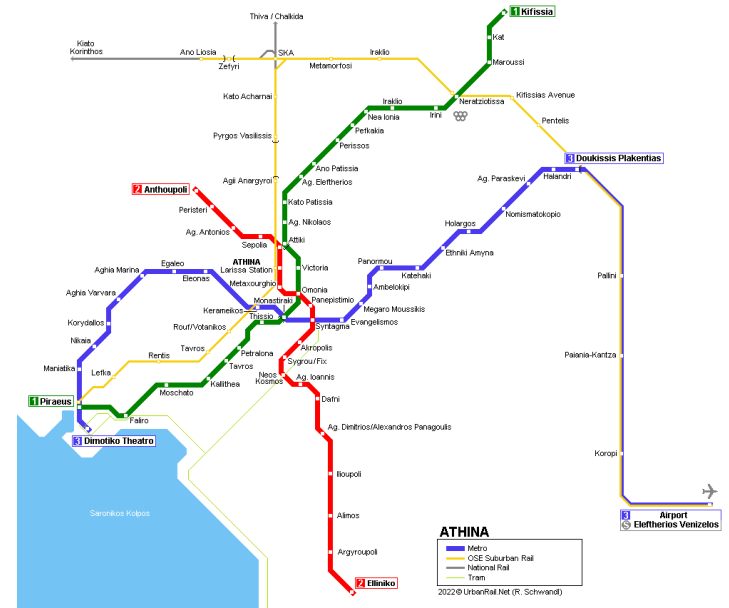 Thiva / Chalkida
1 Kifissia
Kiato
Korinthos
Ano Liosia
Zefyri
SKA
Metamorfosi
Iraklio
Kat
Maroussi
Kato Acharnai
Iraklio
Nea Ionia
Irini
Neratziotissa
Kifissias Avenue
Pefkakia
Pentelis
Pyrgos Vasilissis
Perissos
3 Doukissis Plakentias
Ano Patissia
Agii Anargyroi
Ag. Eleftherios
Ag. Paraskevi
Halandri
2 Anthoupoli
Peristeri
Kato Patissia
Nomismatokopio
Ag. Antonios
Ag. Nikolaos
Holargos
Sepolia
Attiki
Ethniki Amyna
ATHINA
Panormou
Egaleo
Larissa Station
Victoria
Aghia Marina
Eleonas
Katehaki
Pallini
Metaxourghio
Omonia
Ambelokipi
Aghia Varvara
Monastiraki
Panepistimio
Kerameikos
Thissio
Megaro Moussikis
Korydallos
Syntagma
Evangelismos
Rouf/Votanikos
Nikaia
Tavros
Akropolis
Petralona
Rentis
Sygrou/Fix
Paiania-Kantza
Maniatika
Lefka
Tavros
Neos
Kosmos
Ag. Ioannis
Kallithea
Moschato
1 Piraeus
Dafni
Faliro
Ag. Dimitrios/Alexandros Panagoulis
3 Dimotiko Theatro
Koropi
Ilioupoli
Saronikos Kolpos
Alimos
3 Airport
S Eleftherios Venizelos
Argyroupoli
ATHINA
Metro
OSE Suburban Rail
National Rail
Tram
2 Elliniko
2022 © UrbanRail.Net (R. Schwandl)